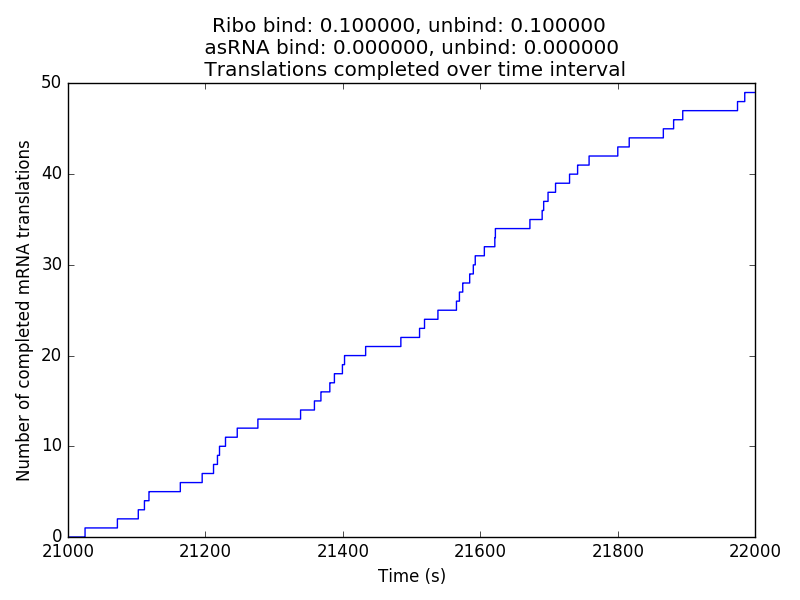 Ribo bind: 0.100000, unbind: 0.100000
asRNA bind: 0.000000, unbind: 0.000000
Translations completed over time interval
Number of completed mRNA translations
50
40
30
20
10
0
21000 21200 21400 21600 21800 22000
Time (s)